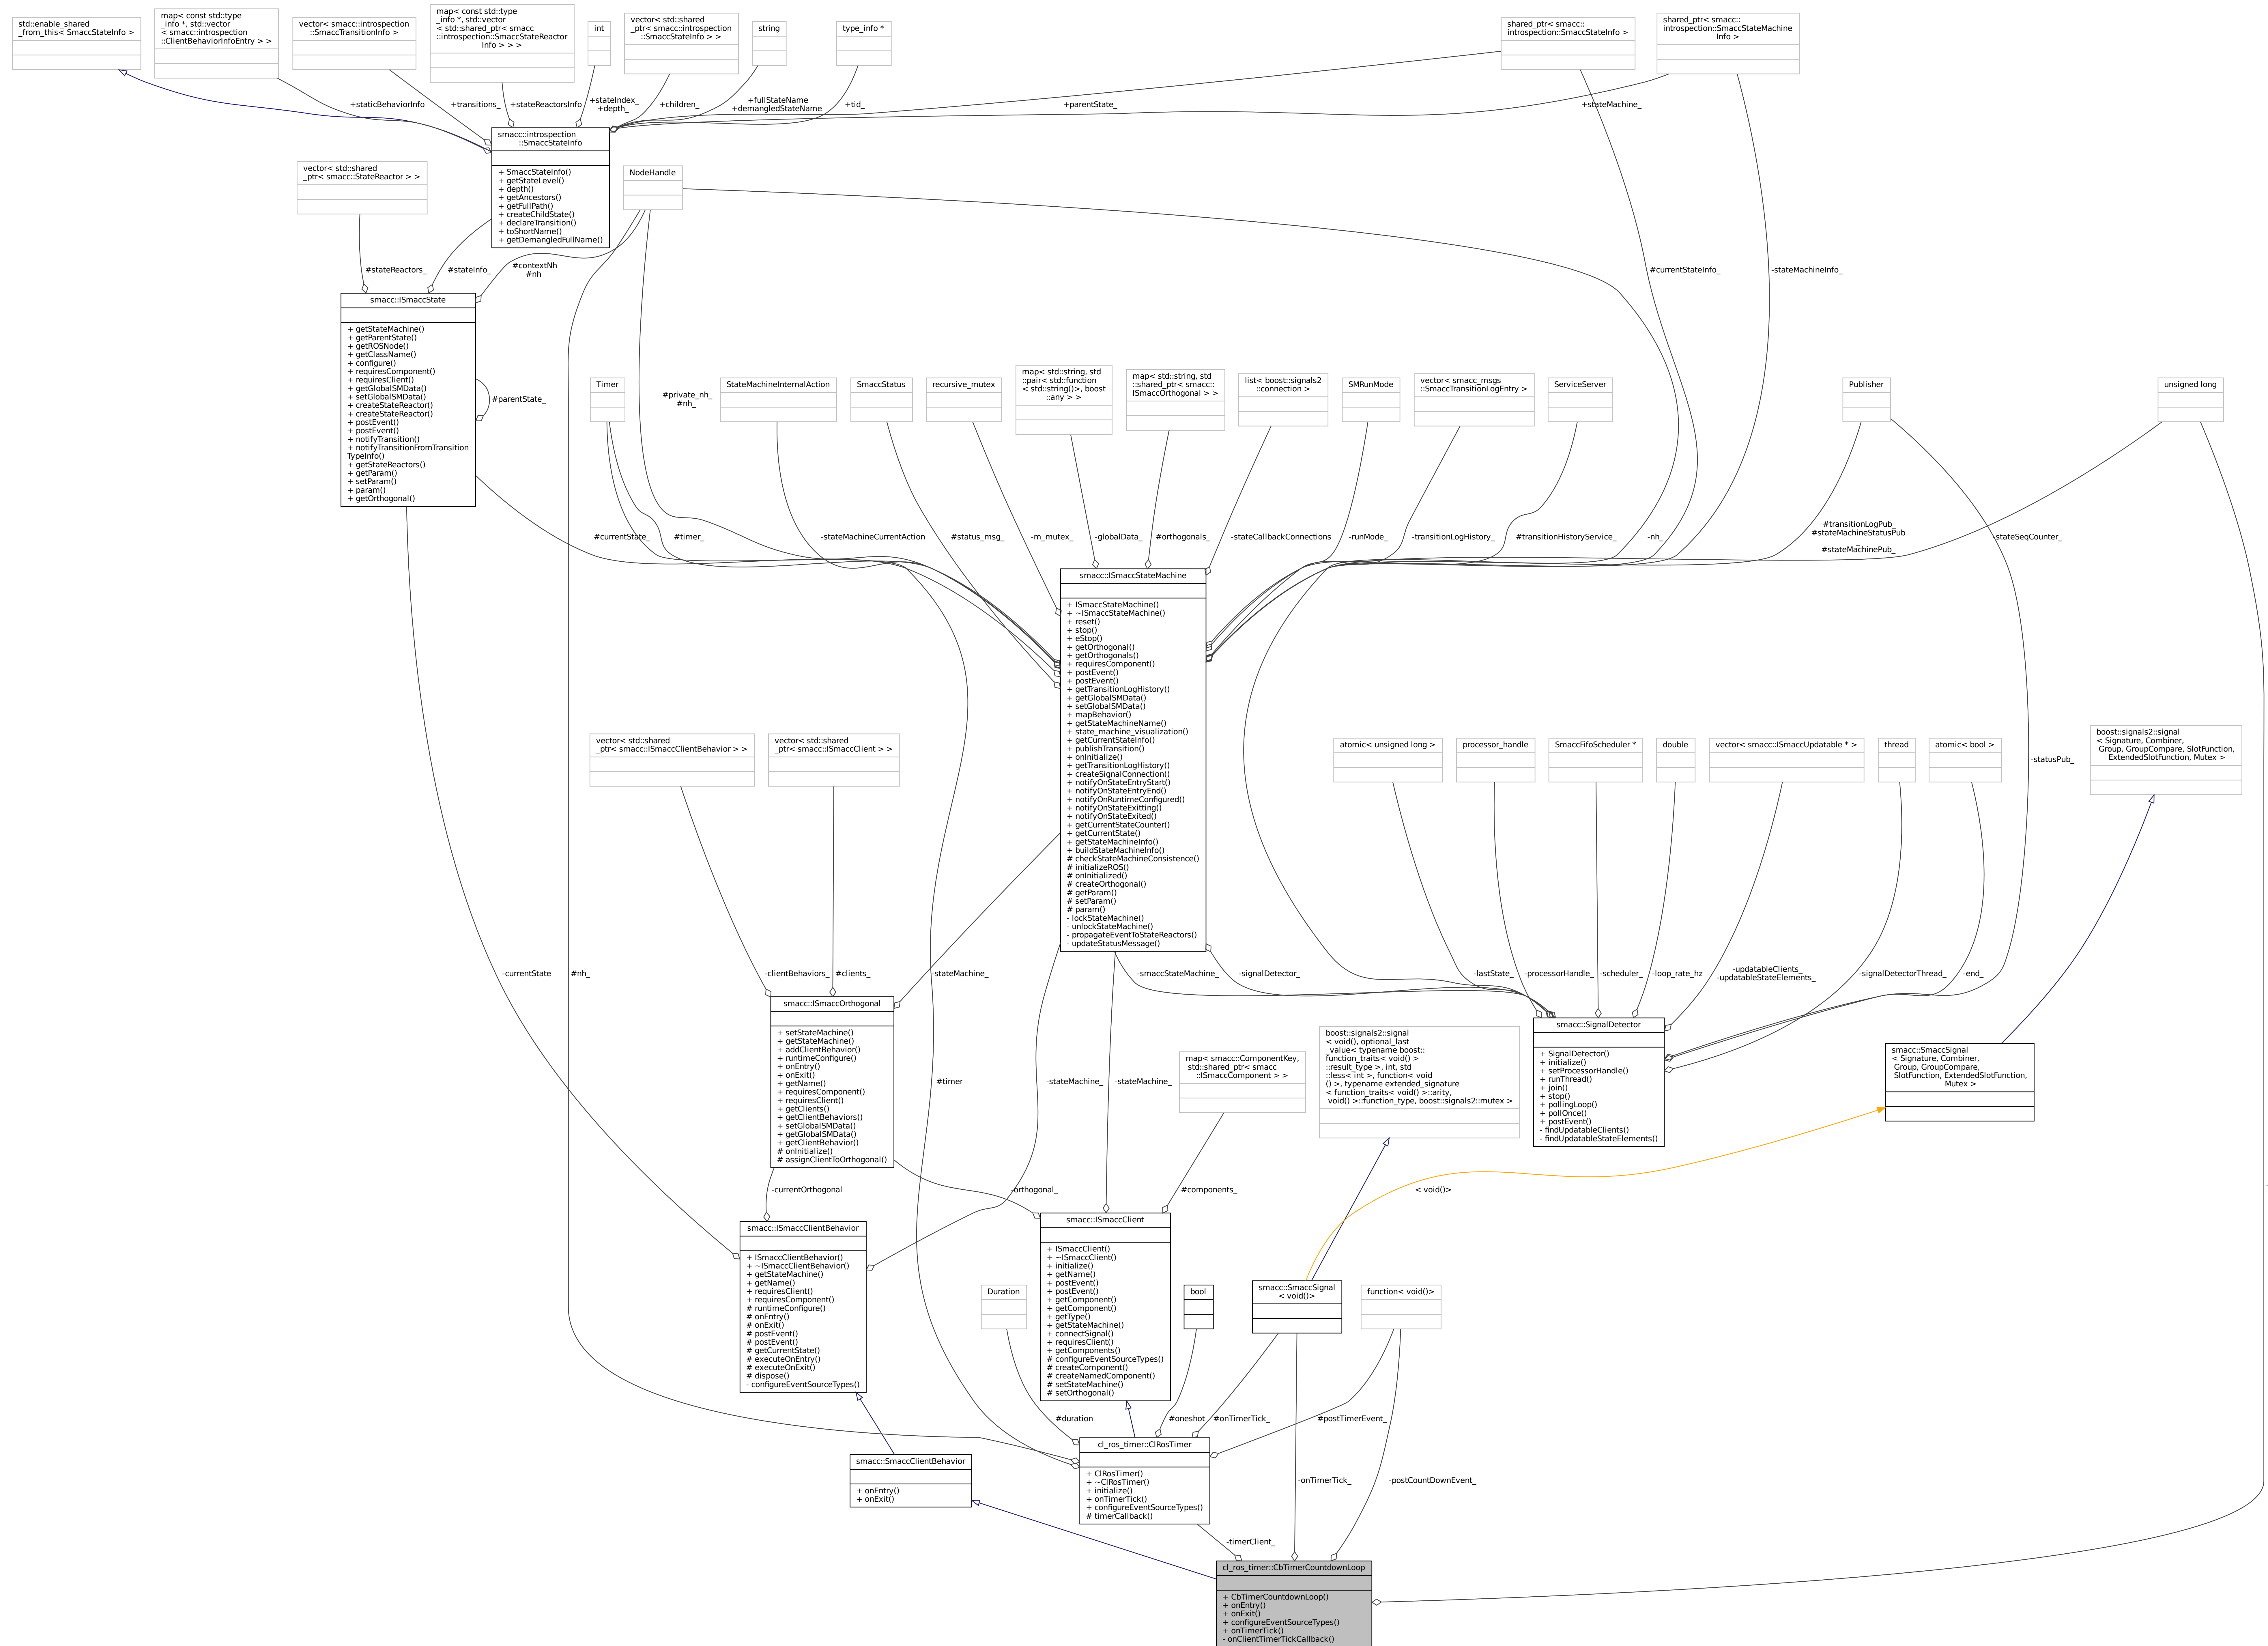 std::enable_shared
_from_this< SmaccStateInfo >
map< const std::type
_info *, std::vector
< smacc::introspection
::ClientBehaviorInfoEntry > >
vector< smacc::introspection
::SmaccTransitionInfo >
map< const std::type
_info *, std::vector
< std::shared_ptr< smacc
::introspection::SmaccStateReactor
Info > > >
int
vector< std::shared
_ptr< smacc::introspection
::SmaccStateInfo > >
string
type_info *
shared_ptr< smacc::
introspection::SmaccStateInfo >
shared_ptr< smacc::
introspection::SmaccStateMachine
Info >
+staticBehaviorInfo
+transitions_
+stateReactorsInfo
+stateIndex_
+depth_
+children_
+fullStateName
+demangledStateName
+tid_
+parentState_
+stateMachine_
smacc::introspection
::SmaccStateInfo
+ SmaccStateInfo()
+ getStateLevel()
+ depth()
+ getAncestors()
+ getFullPath()
+ createChildState()
+ declareTransition()
+ toShortName()
+ getDemangledFullName()
vector< std::shared
_ptr< smacc::StateReactor > >
NodeHandle
#stateReactors_
#stateInfo_
#contextNh
#nh
#currentStateInfo_
-stateMachineInfo_
smacc::ISmaccState
+ getStateMachine()
+ getParentState()
+ getROSNode()
+ getClassName()
+ configure()
+ requiresComponent()
+ requiresClient()
+ getGlobalSMData()
+ setGlobalSMData()
+ createStateReactor()
+ createStateReactor()
+ postEvent()
+ postEvent()
+ notifyTransition()
+ notifyTransitionFromTransition
TypeInfo()
+ getStateReactors()
+ getParam()
+ setParam()
+ param()
+ getOrthogonal()
#parentState_
Timer
#private_nh_
#nh_
StateMachineInternalAction
SmaccStatus
recursive_mutex
map< std::string, std
::pair< std::function
< std::string()>, boost
::any > >
map< std::string, std
::shared_ptr< smacc::
ISmaccOrthogonal > >
list< boost::signals2
::connection >
SMRunMode
vector< smacc_msgs
::SmaccTransitionLogEntry >
ServiceServer
Publisher
unsigned long
#currentState_
#timer_
-stateMachineCurrentAction
#status_msg_
-m_mutex_
-globalData_
#orthogonals_
-stateCallbackConnections
-runMode_
-transitionLogHistory_
#transitionHistoryService_
-nh_
#transitionLogPub_
#stateMachineStatusPub
_
#stateMachinePub_
-stateSeqCounter_
smacc::ISmaccStateMachine
+ ISmaccStateMachine()
+ ~ISmaccStateMachine()
+ reset()
+ stop()
+ eStop()
+ getOrthogonal()
+ getOrthogonals()
+ requiresComponent()
+ postEvent()
+ postEvent()
+ getTransitionLogHistory()
+ getGlobalSMData()
+ setGlobalSMData()
+ mapBehavior()
+ getStateMachineName()
+ state_machine_visualization()
+ getCurrentStateInfo()
+ publishTransition()
+ onInitialize()
+ getTransitionLogHistory()
+ createSignalConnection()
+ notifyOnStateEntryStart()
+ notifyOnStateEntryEnd()
+ notifyOnRuntimeConfigured()
+ notifyOnStateExitting()
+ notifyOnStateExited()
+ getCurrentStateCounter()
+ getCurrentState()
+ getStateMachineInfo()
+ buildStateMachineInfo()
# checkStateMachineConsistence()
# initializeROS()
# onInitialized()
# createOrthogonal()
# getParam()
# setParam()
# param()
- lockStateMachine()
- unlockStateMachine()
- propagateEventToStateReactors()
- updateStatusMessage()
vector< std::shared
_ptr< smacc::ISmaccClientBehavior > >
vector< std::shared
_ptr< smacc::ISmaccClient > >
atomic< unsigned long >
processor_handle
SmaccFifoScheduler *
double
vector< smacc::ISmaccUpdatable * >
thread
atomic< bool >
-statusPub_
boost::signals2::signal
< Signature, Combiner,
Group, GroupCompare, SlotFunction,
ExtendedSlotFunction, Mutex >
-currentState
#nh_
-clientBehaviors_
#clients_
-stateMachine_
-smaccStateMachine_
-signalDetector_
-lastState_
-processorHandle_
-scheduler_
-loop_rate_hz
-updatableClients_
-updatableStateElements_
-signalDetectorThread_
-end_
smacc::ISmaccOrthogonal
+ setStateMachine()
+ getStateMachine()
+ addClientBehavior()
+ runtimeConfigure()
+ onEntry()
+ onExit()
+ getName()
+ requiresComponent()
+ requiresClient()
+ getClients()
+ getClientBehaviors()
+ setGlobalSMData()
+ getGlobalSMData()
+ getClientBehavior()
# onInitialize()
# assignClientToOrthogonal()
#timer
-stateMachine_
-stateMachine_
map< smacc::ComponentKey,
std::shared_ptr< smacc
::ISmaccComponent > >
boost::signals2::signal
< void(), optional_last
_value< typename boost::
function_traits< void() >
::result_type >, int, std
::less< int >, function< void
() >, typename extended_signature
< function_traits< void() >::arity,
void() >::function_type, boost::signals2::mutex >
smacc::SignalDetector
+ SignalDetector()
+ initialize()
+ setProcessorHandle()
+ runThread()
+ join()
+ stop()
+ pollingLoop()
+ pollOnce()
+ postEvent()
- findUpdatableClients()
- findUpdatableStateElements()
smacc::SmaccSignal
< Signature, Combiner,
Group, GroupCompare,
SlotFunction, ExtendedSlotFunction,
Mutex >
-currentOrthogonal
-orthogonal_
#components_
< void()>
smacc::ISmaccClientBehavior
+ ISmaccClientBehavior()
+ ~ISmaccClientBehavior()
+ getStateMachine()
+ getName()
+ requiresClient()
+ requiresComponent()
# runtimeConfigure()
# onEntry()
# onExit()
# postEvent()
# postEvent()
# getCurrentState()
# executeOnEntry()
# executeOnExit()
# dispose()
- configureEventSourceTypes()
smacc::ISmaccClient
+ ISmaccClient()
+ ~ISmaccClient()
+ initialize()
+ getName()
+ postEvent()
+ postEvent()
+ getComponent()
+ getComponent()
+ getType()
+ getStateMachine()
+ connectSignal()
+ requiresClient()
+ getComponents()
# configureEventSourceTypes()
# createComponent()
# createNamedComponent()
# setStateMachine()
# setOrthogonal()
Duration
bool
smacc::SmaccSignal
< void()>
function< void()>
#duration
#oneshot
#onTimerTick_
#postTimerEvent_
smacc::SmaccClientBehavior
+ onEntry()
+ onExit()
cl_ros_timer::ClRosTimer
+ ClRosTimer()
+ ~ClRosTimer()
+ initialize()
+ onTimerTick()
+ configureEventSourceTypes()
# timerCallback()
-onTimerTick_
-postCountDownEvent_
-timerClient_
cl_ros_timer::CbTimerCountdownLoop
+ CbTimerCountdownLoop()
+ onEntry()
+ onExit()
+ configureEventSourceTypes()
+ onTimerTick()
- onClientTimerTickCallback()